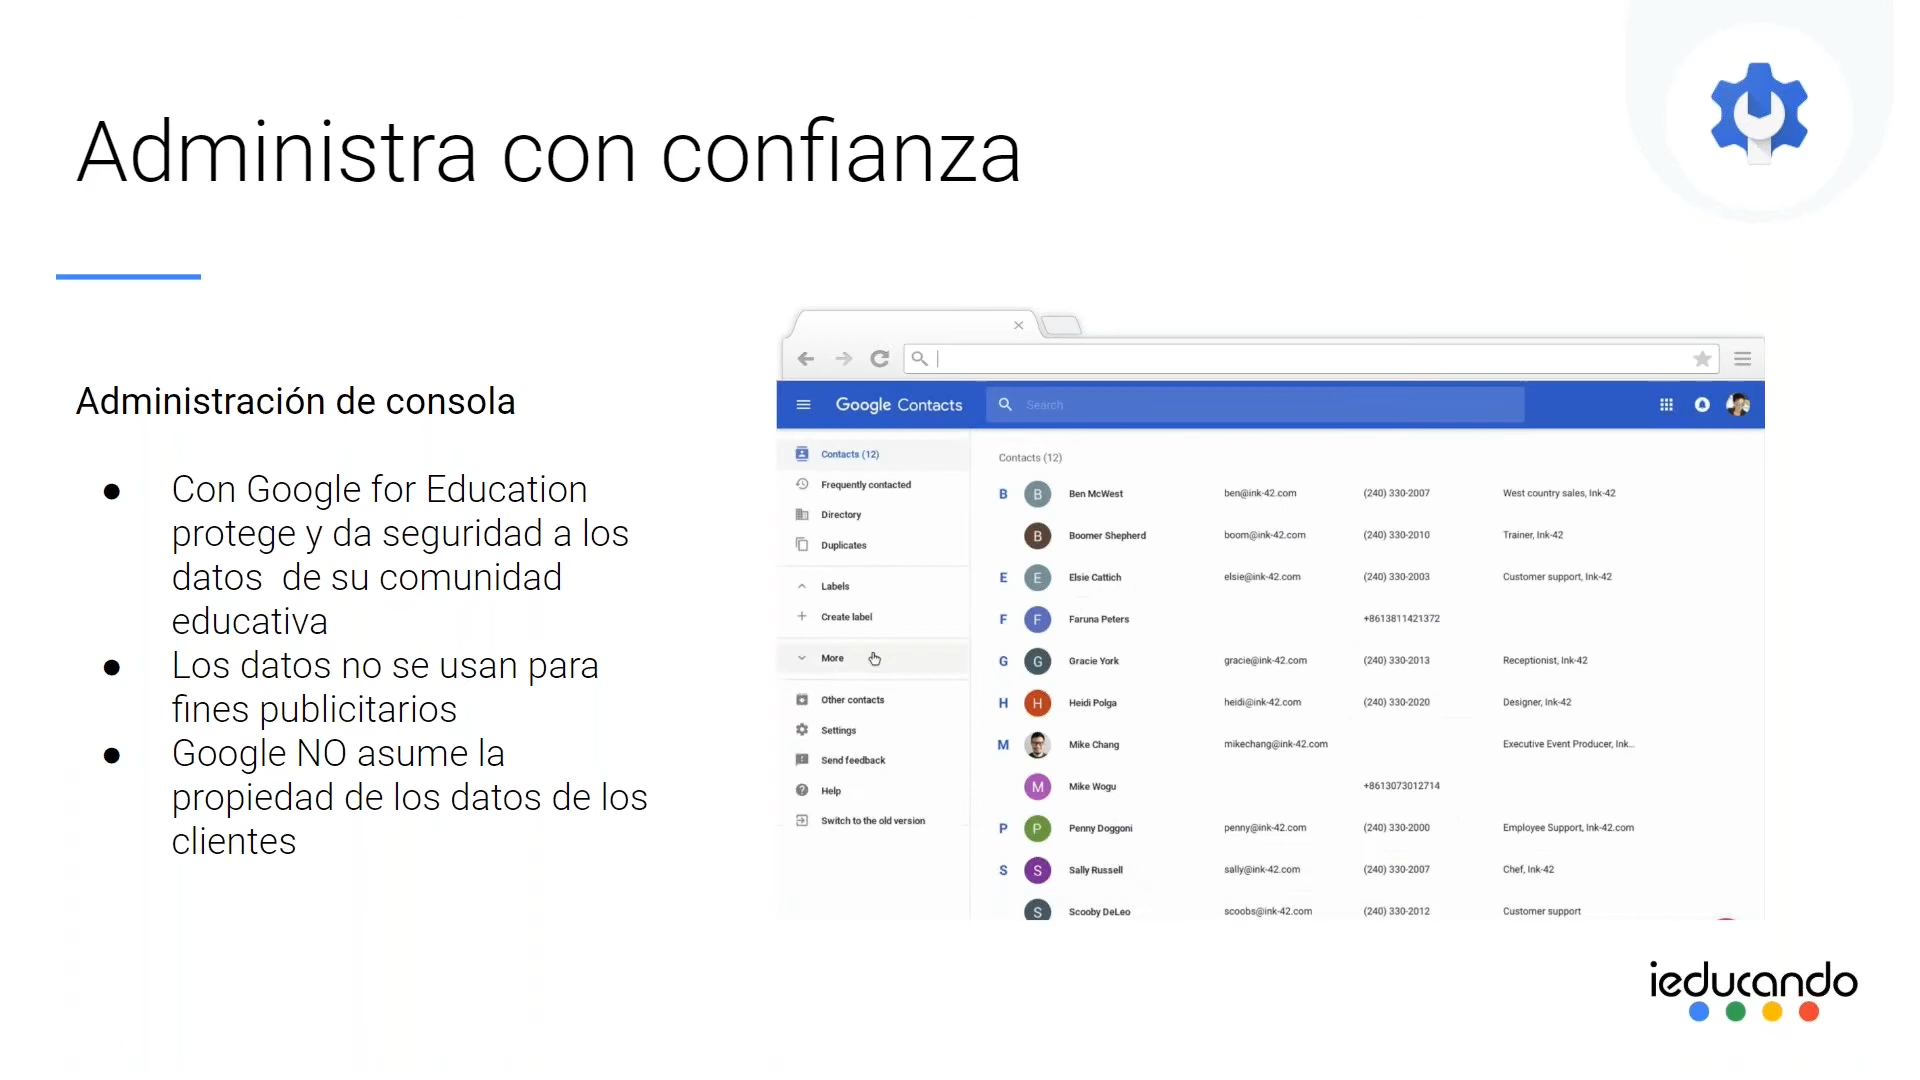 Administra con confianza
Administración de consola
● Con Google for Education
protege y da seguridad a los
datos  de su comunidad
educativa
● Los datos no se usan para
fines publicitarios
● Google NO asume la
propiedad de los datos de los
clientes
Google Contacts
Search
Contacts (12)
Frequently contacted
Directory
Duplicates
Labels
Create label
More
Other contacts
Settings
Send feedback
Help
Switch to the old version
Contacts (12)
B B Ben McWest ben@ink-42.com (240) 330-2007 West country sales, Ink-42
B Boomer Shepherd boom@ink-42.com (240) 330-2010 Trainer, Ink-42
E E Elsie Cattich elsie@ink-42.com (240) 330-2003 Customer support, Ink-42
F F Faruna Peters +8613811421372
G G Gracie York gracie@ink-42.com (240) 330-2013 Receptionist, Ink-42
H H Heidi Polga heidi@ink-42.com (240) 330-2020 Designer, Ink-42
M Mike Chang mikechang@ink-42.com Executive Event Producer, Ink...
M Mike Wogu +8613073012714
P P Penny Doggoni penny@ink-42.com (240) 330-2000 Employee Support, Ink-42.com
S S Sally Russell sally@ink-42.com (240) 330-2007 Chef, Ink-42
S Scooby DeLeo scoobs@ink-42.com (240) 330-2012 Customer support
ieducando